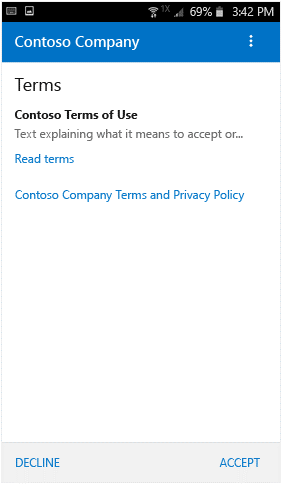 1X 69% 3:42 PM
Contoso Company
Terms
Contoso Terms of Use
Text explaining what it means to accept or...
Read terms
Contoso Company Terms and Privacy Policy
DECLINE ACCEPT